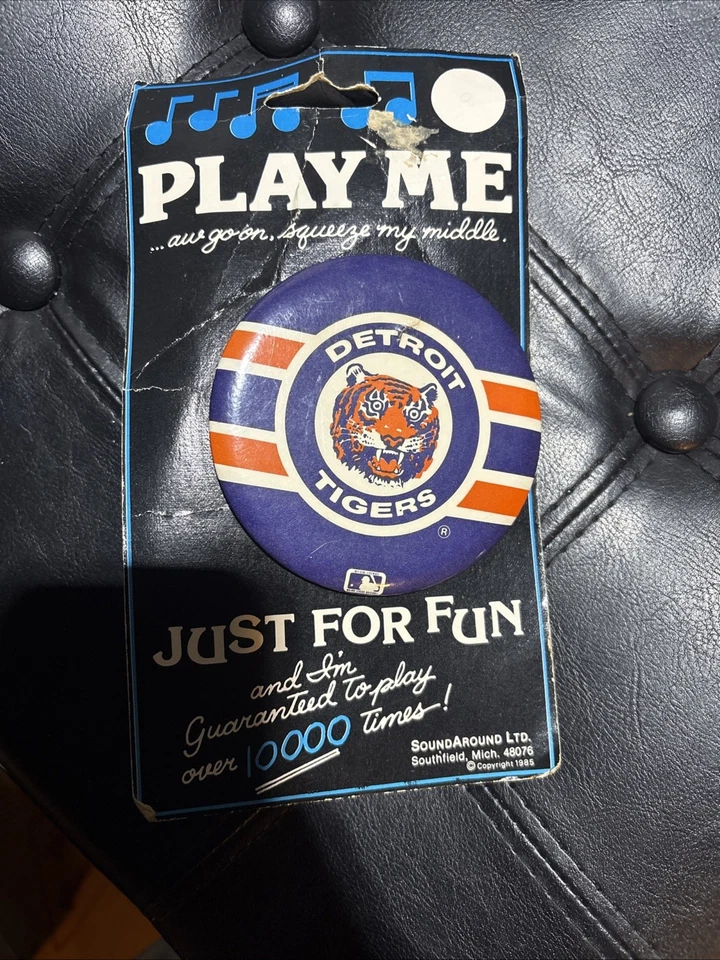 PLAY ME
...aw go on, squeeze my middle.
DETROIT
TIGERS
®
JUST FOR FUN
and I'm
Guaranteed To play
over 10000 times!
SOUNDAROUND LTD.
Southfield, Mich. 48076
© Copyright 1985